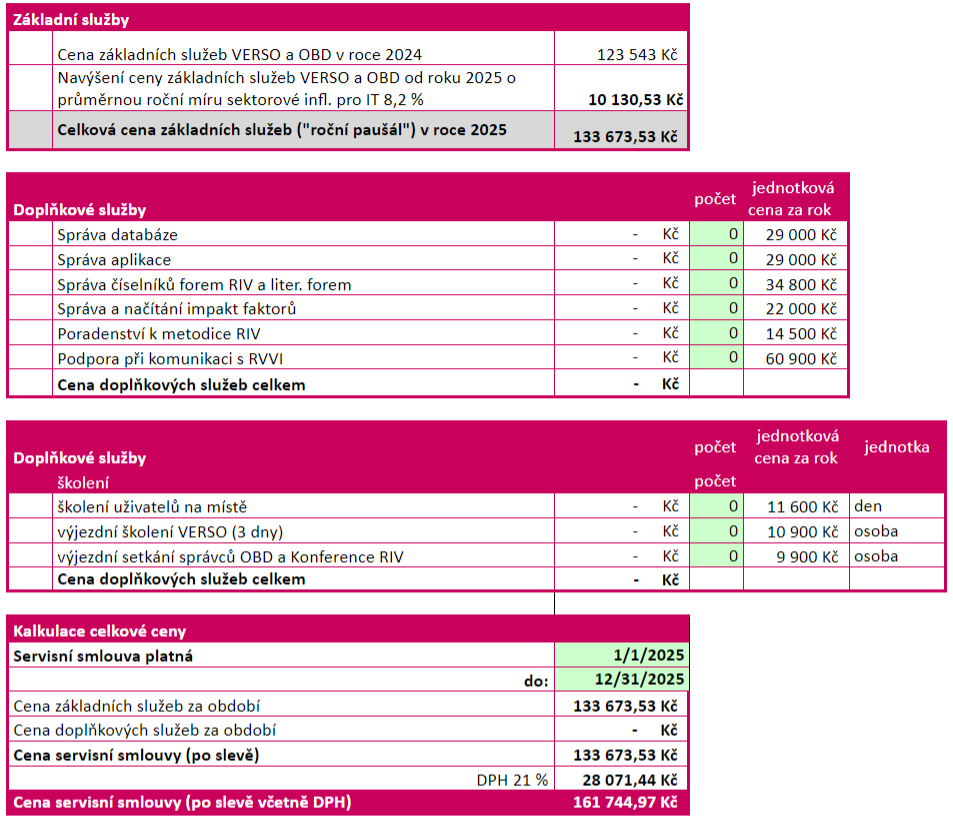 Základní služby
Cena základních služeb VERSO a OBD v roce 2024 123 543 Kč
Navýšení ceny základních služeb VERSO a OBD od roku 2025 o
průměrnou roční míru sektorové infl. pro IT 8,2 % 10 130,53 Kč
Celková cena základních služeb ("roční paušál") v roce 2025 133 673,53 Kč
Doplňkové služby počet jednotková
cena za rok
Správa databáze - Kč 0 29 000 Kč
Správa aplikace - Kč 0 29 000 Kč
Správa číselníků forem RIV a liter. forem - Kč 0 34 800 Kč
Správa a načítání impakt faktorů - Kč 0 22 000 Kč
Poradenství k metodice RIV - Kč 0 14 500 Kč
Podpora při komunikaci s RVVI - Kč 0 60 900 Kč
Cena doplňkových služeb celkem - Kč
Doplňkové služby počet jednotková
cena za rok jednotka
školení počet
školení uživatelů na místě - Kč 0 11 600 Kč den
výjezdní školení VERSO (3 dny) - Kč 0 10 900 Kč osoba
výjezdní setkání správců OBD a Konference RIV - Kč 0 9 900 Kč osoba
Cena doplňkových služeb celkem - Kč
Kalkulace celkové ceny
Servisní smlouva platná 1/1/2025
do: 12/31/2025
Cena základních služeb za období 133 673,53 Kč
Cena doplňkových služeb za období - Kč
Cena servisní smlouvy (po slevě) 133 673,53 Kč
DPH 21 % 28 071,44 Kč
Cena servisní smlouvy (po slevě včetně DPH) 161 744,97 Kč